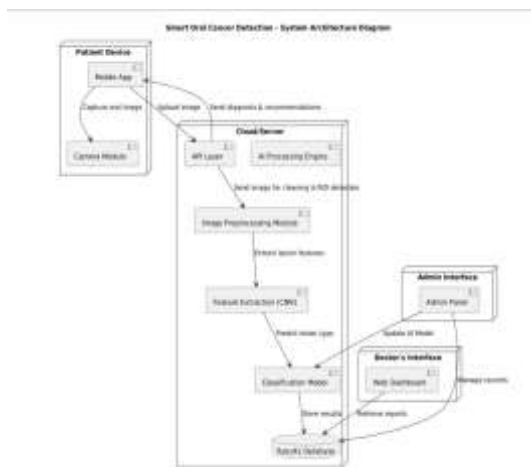 Smart Oral Cancer Detection - System Architecture Diagram
Patient Device
Mobile App
Capture oral image
Upload image
Send diagnosis & recommendations
Camera Module
Cloud/Server
API Layer
AI Processing Engine
Send image for cleaning & ROI detection
Image Preprocessing Module
Extract lesion features
Feature Extraction (CNN)
Admin Interface
Admin Panel
Predict lesion type
Update AI Model
Doctor's Interface
Classification Model
Web Dashboard
Manage records
Store results
Retrieve reports
Results Database